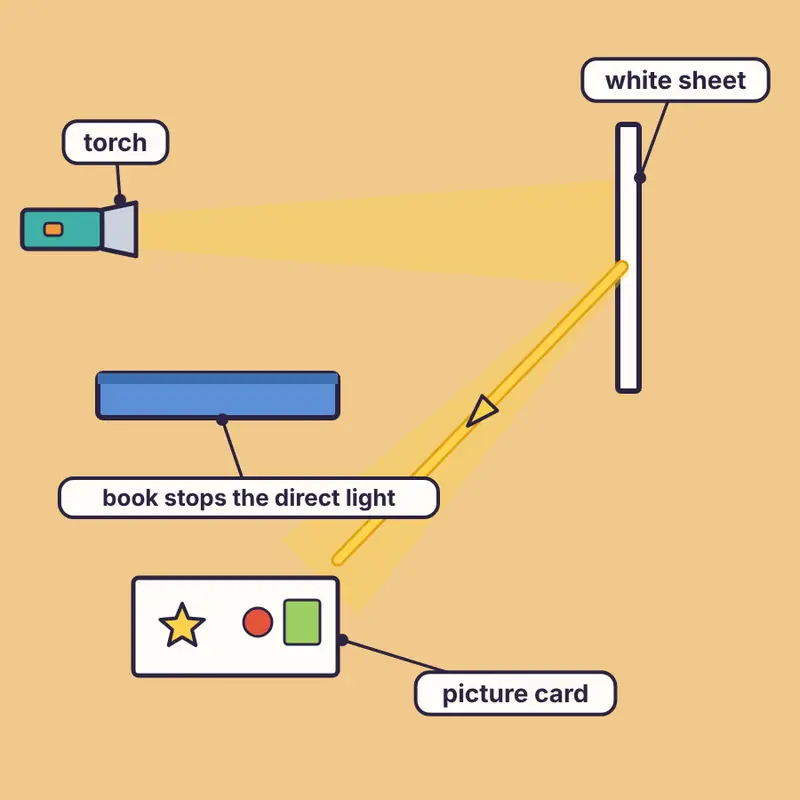 white sheet
torch
book stops the direct light
picture card